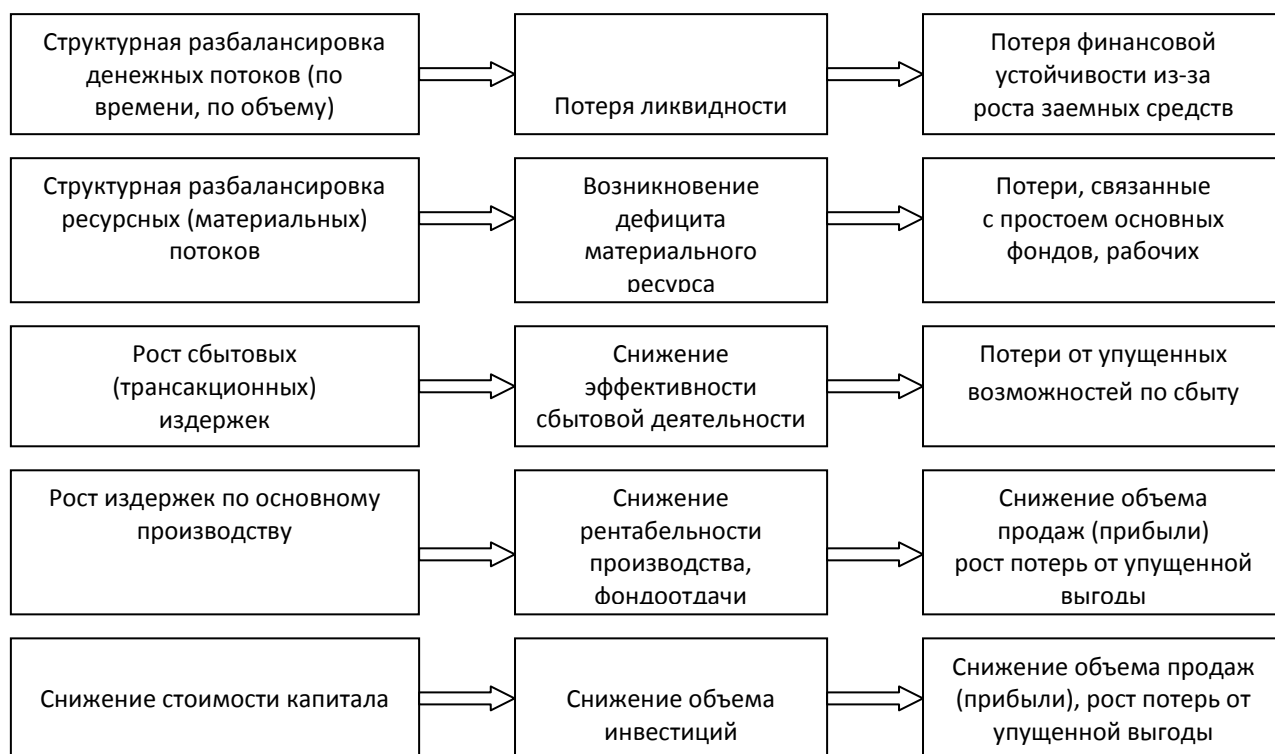 Структурная разбалансировка
денежных потоков (по
времени, по объему)
Потеря ликвидности
Потеря финансовой
устойчивости из-за
роста заемных средств
Структурная разбалансировка
ресурсных (материальных)
потоков
Возникновение
дефицита
материального
ресурса
Потери, связанные
с простоем основных
фондов, рабочих
Рост сбытовых
(трансакционных)
издержек
Снижение
эффективности
сбытовой деятельности
Потери от упущенных
возможностей по сбыту
Рост издержек по основному
производству
Снижение
рентабельности
производства,
фондоотдачи
Снижение объема
продаж (прибыли)
рост потерь от упущенной
выгоды
Снижение стоимости капитала
Снижение объема
инвестиций
Снижение объема продаж
(прибыли), рост потерь от
упущенной выгоды